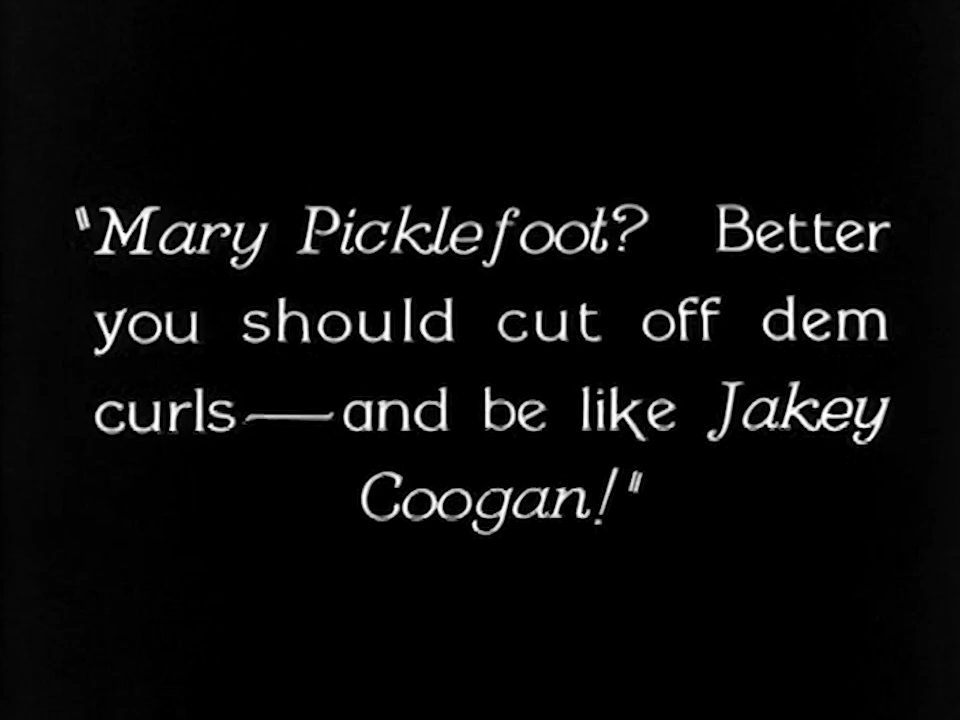 "Mary Picklefoot? Better
you should cut off dem
curls—and be like Jakey
Coogan!"